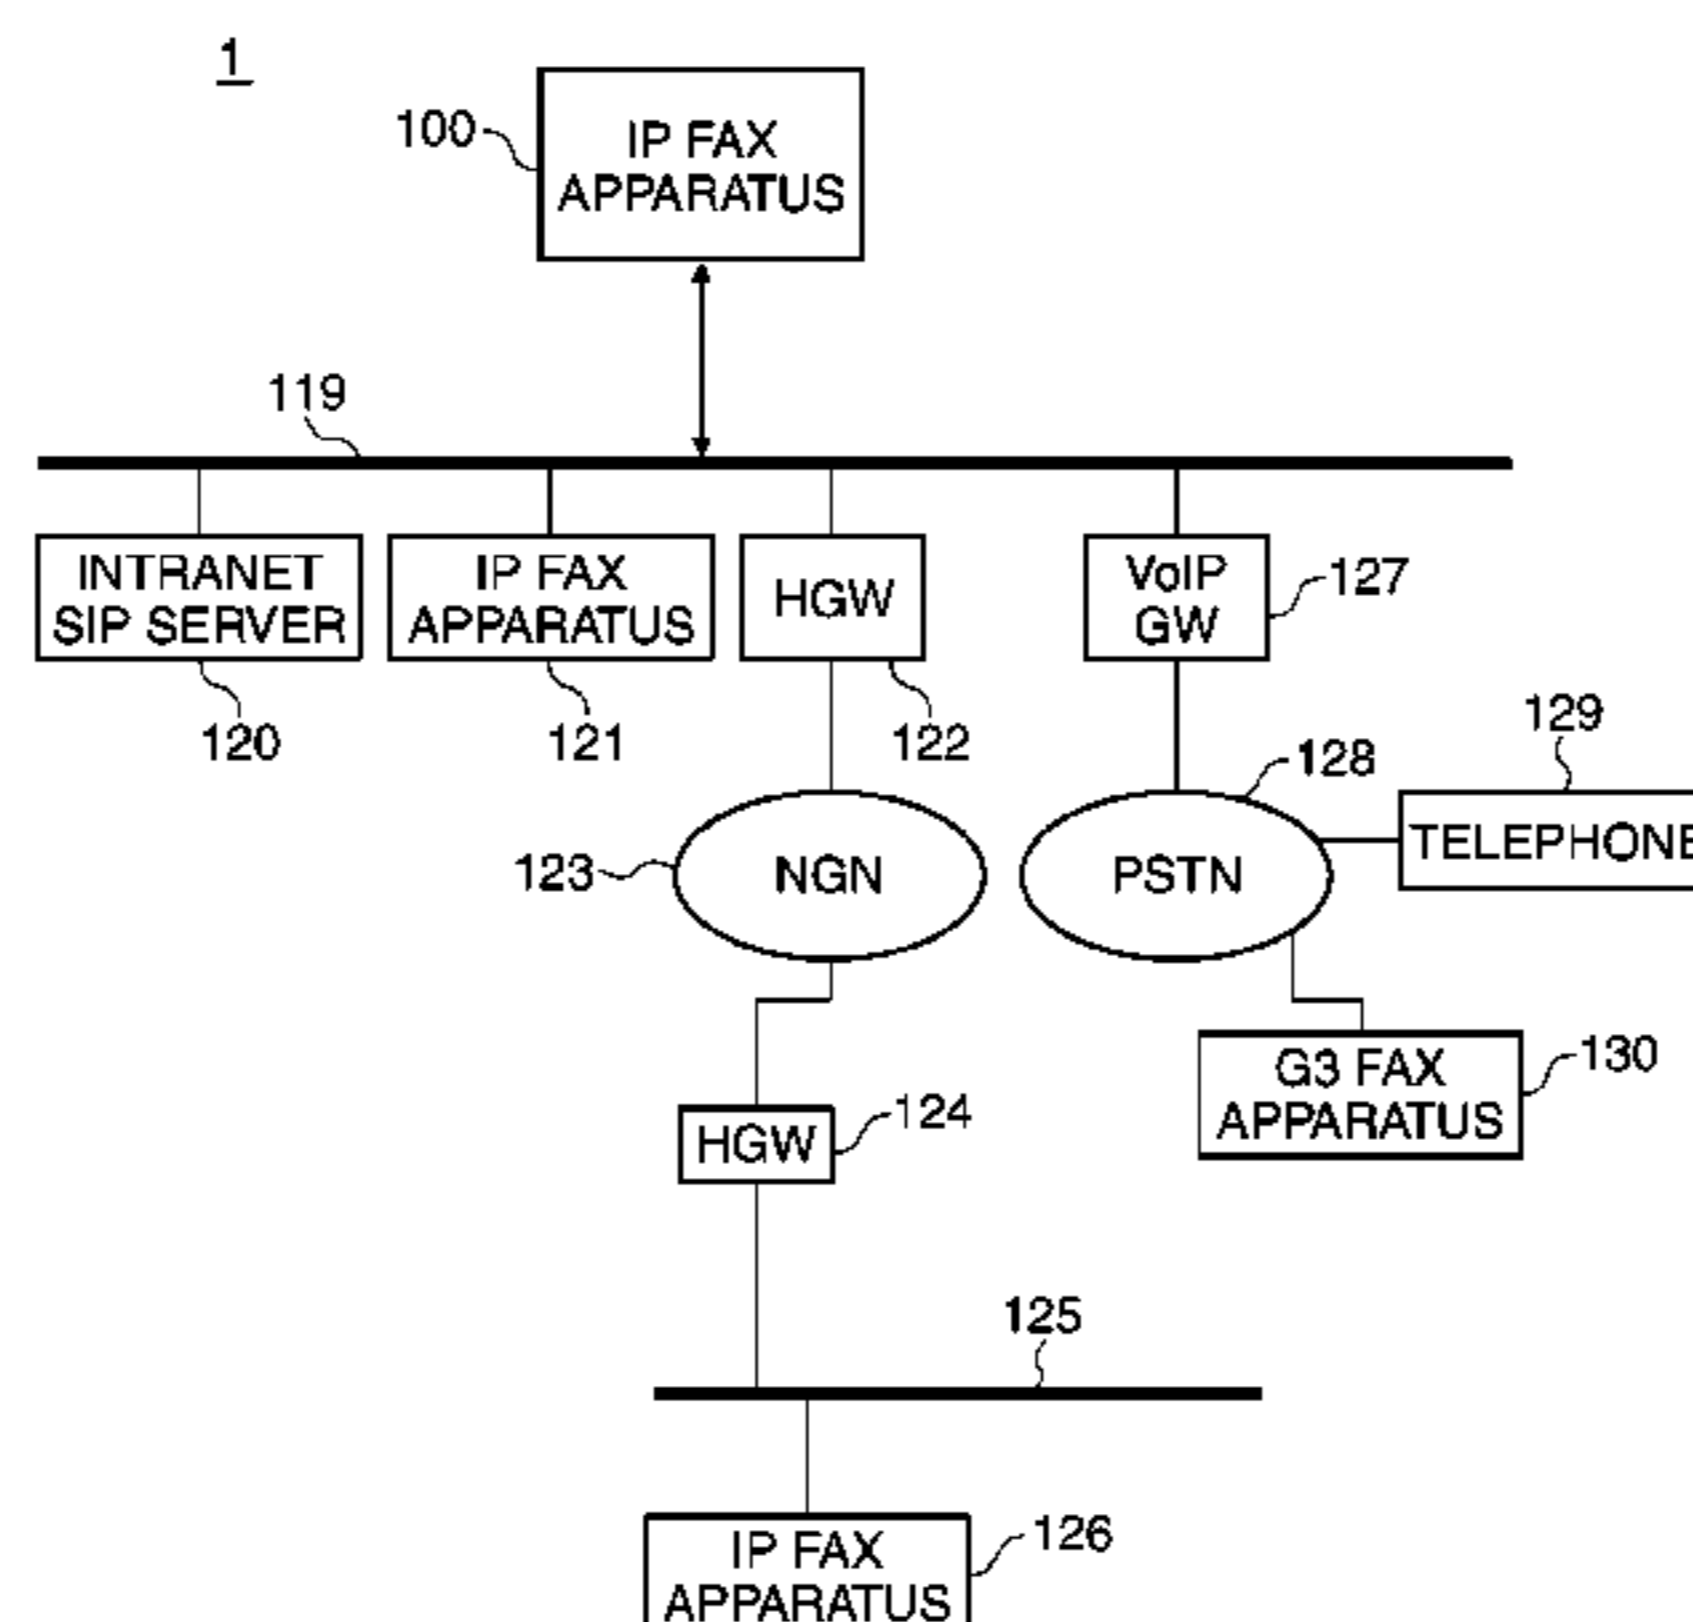 1
100
IP FAX
APPARATUS
119
INTRANET
SIP SERVER
IP FAX
APPARATUS
HGW
VoIP
GW
127
120
121
122
129
128
TELEPHONE
123
NGN
PSTN
G3 FAX
APPARATUS
130
HGW
124
125
IP FAX
APPARATUS
126